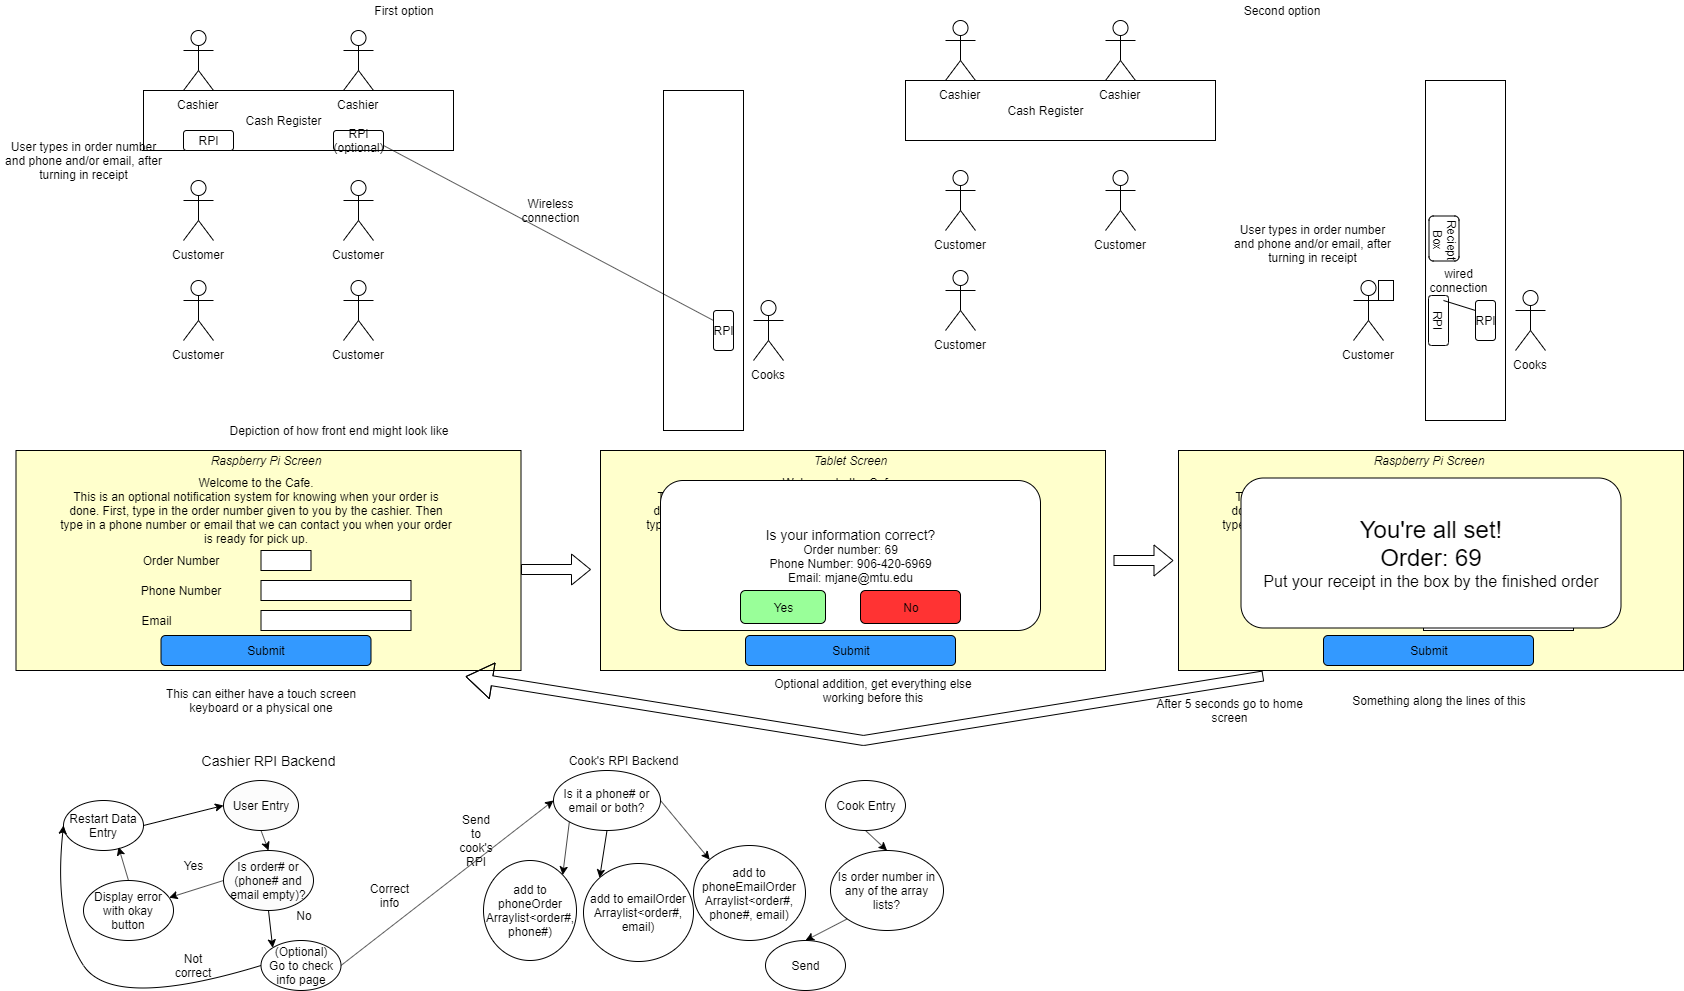 First option
Second option
Cashier
Cashier
Cash Register
RPI
RPI
(optional)
User types in order number
and phone and/or email, after
turning in receipt
Customer
Customer
Customer
Customer
Wireless
connection
RPI
Cooks
Cashier
Cashier
Cash Register
Customer
Customer
Customer
User types in order number
and phone and/or email, after
turning in receipt
Reciept
Box
wired
connection
RPI
RPI
Customer
Cooks
Depiction of how front end might look like
Raspberry Pi Screen
Welcome to the Cafe.
This is an optional notification system for knowing when your order is
done. First, type in the order number given to you by the cashier. Then
type in a phone number or email that we can contact you when your order
is ready for pick up.
Order Number
Phone Number
Email
Submit
This can either have a touch screen
keyboard or a physical one
Tablet Screen
Is your information correct?
Order number: 69
Phone Number: 906-420-6969
Email: mjane@mtu.edu
Yes
No
Submit
Optional addition, get everything else
working before this
Raspberry Pi Screen
You're all set!
Order: 69
Put your receipt in the box by the finished order
Submit
After 5 seconds go to home
screen
Something along the lines of this
Cashier RPI Backend
User Entry
Restart Data
Entry
Is order# or
(phone# and
email empty)?
Yes
No
Display error
with okay
button
(Optional)
Go to check
info page
Not
correct
Correct
info
Send
to
cook's
RPI
Cook's RPI Backend
Is it a phone# or
email or both?
add to
phoneOrder
Arraylist<order#,
phone#)
add to emailOrder
Arraylist<order#,
email)
add to
phoneEmailOrder
Arraylist<order#,
phone#, email)
Cook Entry
Is order number in
any of the array
lists?
Send